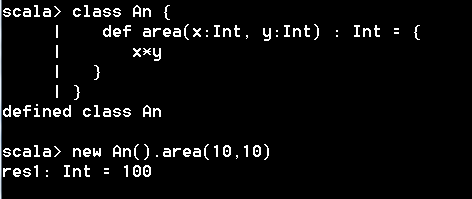 scala> class An {
     |     def area(x:Int, y:Int) : Int = {
     |        x*y
     |    }
     | }
defined class An
scala> new An().area(10,10)
res1: Int = 100